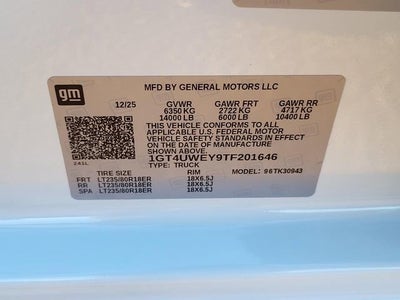 gm
MFD BY GENERAL MOTORS LLC
12/25 GVWR GAWR FRT GAWR RR
6350 KG 2722 KG 4717 KG
14000 LB 6000 LB 10400 LB
THIS VEHICLE CONFORMS TO ALL
APPLICABLE U.S. FEDERAL MOTOR
VEHICLE SAFETY STANDARDS IN EFFECT
ON THE DATE OF MANUFACTURE
SHOWN ABOVE.
1GT4UWEY9TF201646
TYPE: TRUCK
241L
TIRE SIZE RIM MODEL: 96TK30943
FRT LT235/80R18ER 18X6.5J
RR LT235/80R18ER 18X6.5J
SPA LT235/80R18ER 18X6.5J